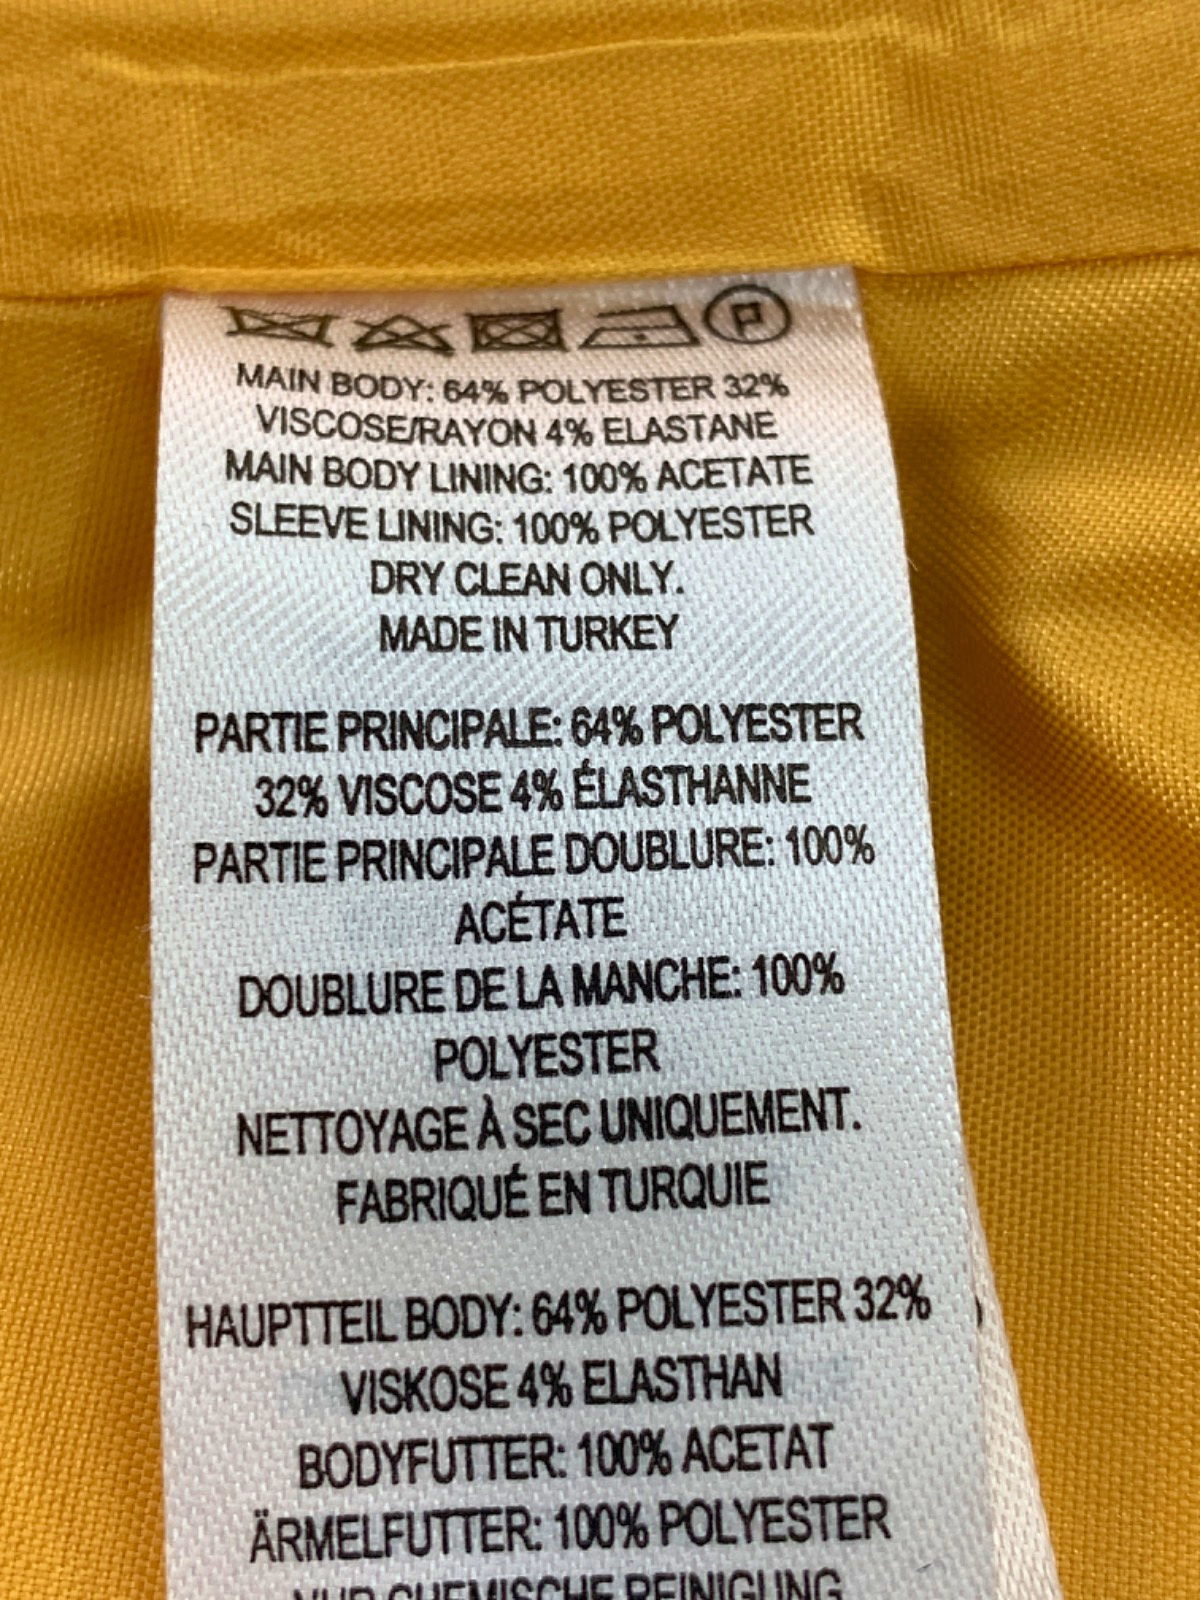 P
MAIN BODY: 64% POLYESTER 32%
VISCOSE/RAYON 4% ELASTANE
MAIN BODY LINING: 100% ACETATE
SLEEVE LINING: 100% POLYESTER
DRY CLEAN ONLY.
MADE IN TURKEY
PARTIE PRINCIPALE: 64% POLYESTER
32% VISCOSE 4% ÉLASTHANNE
PARTIE PRINCIPALE DOUBLURE: 100%
ACÉTATE
DOUBLURE DE LA MANCHE: 100%
POLYESTER
NETTOYAGE À SEC UNIQUEMENT.
FABRIQUÉ EN TURQUIE
HAUPTTEIL BODY: 64% POLYESTER 32%
VISKOSE 4% ELASTHAN
BODYFUTTER: 100% ACETAT
ÄRMELFUTTER: 100% POLYESTER
NUR CHEMISCHE REINIGUNG